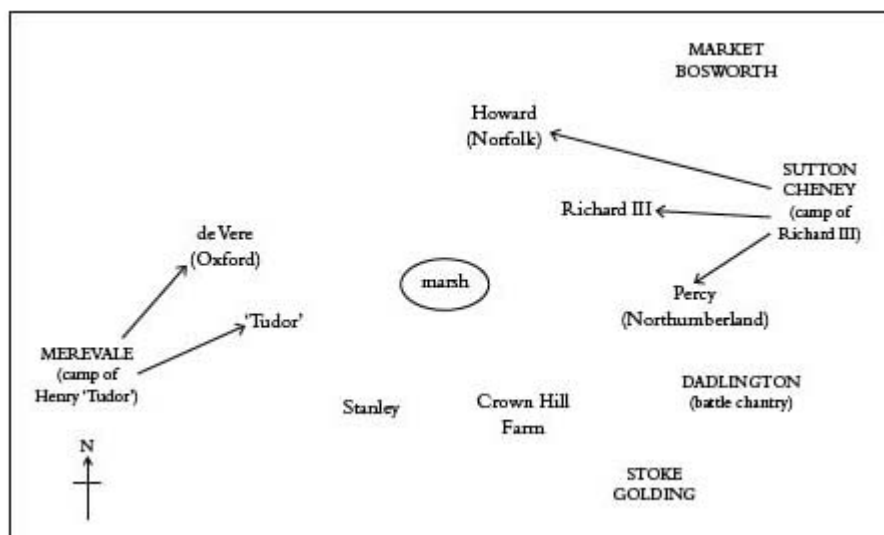 MARKET
BOSWORTH
Howard
(Norfolk)
SUTTON
CHENEY
(camp of
Richard III)
Richard III
de Vere
(Oxford)
marsh
Percy
(Northumberland)
'Tudor'
MEREVALE
(camp of
Henry 'Tudor')
DADLINGTON
(battle chantry)
Stanley
Crown Hill
Farm
N
STOKE
GOLDING